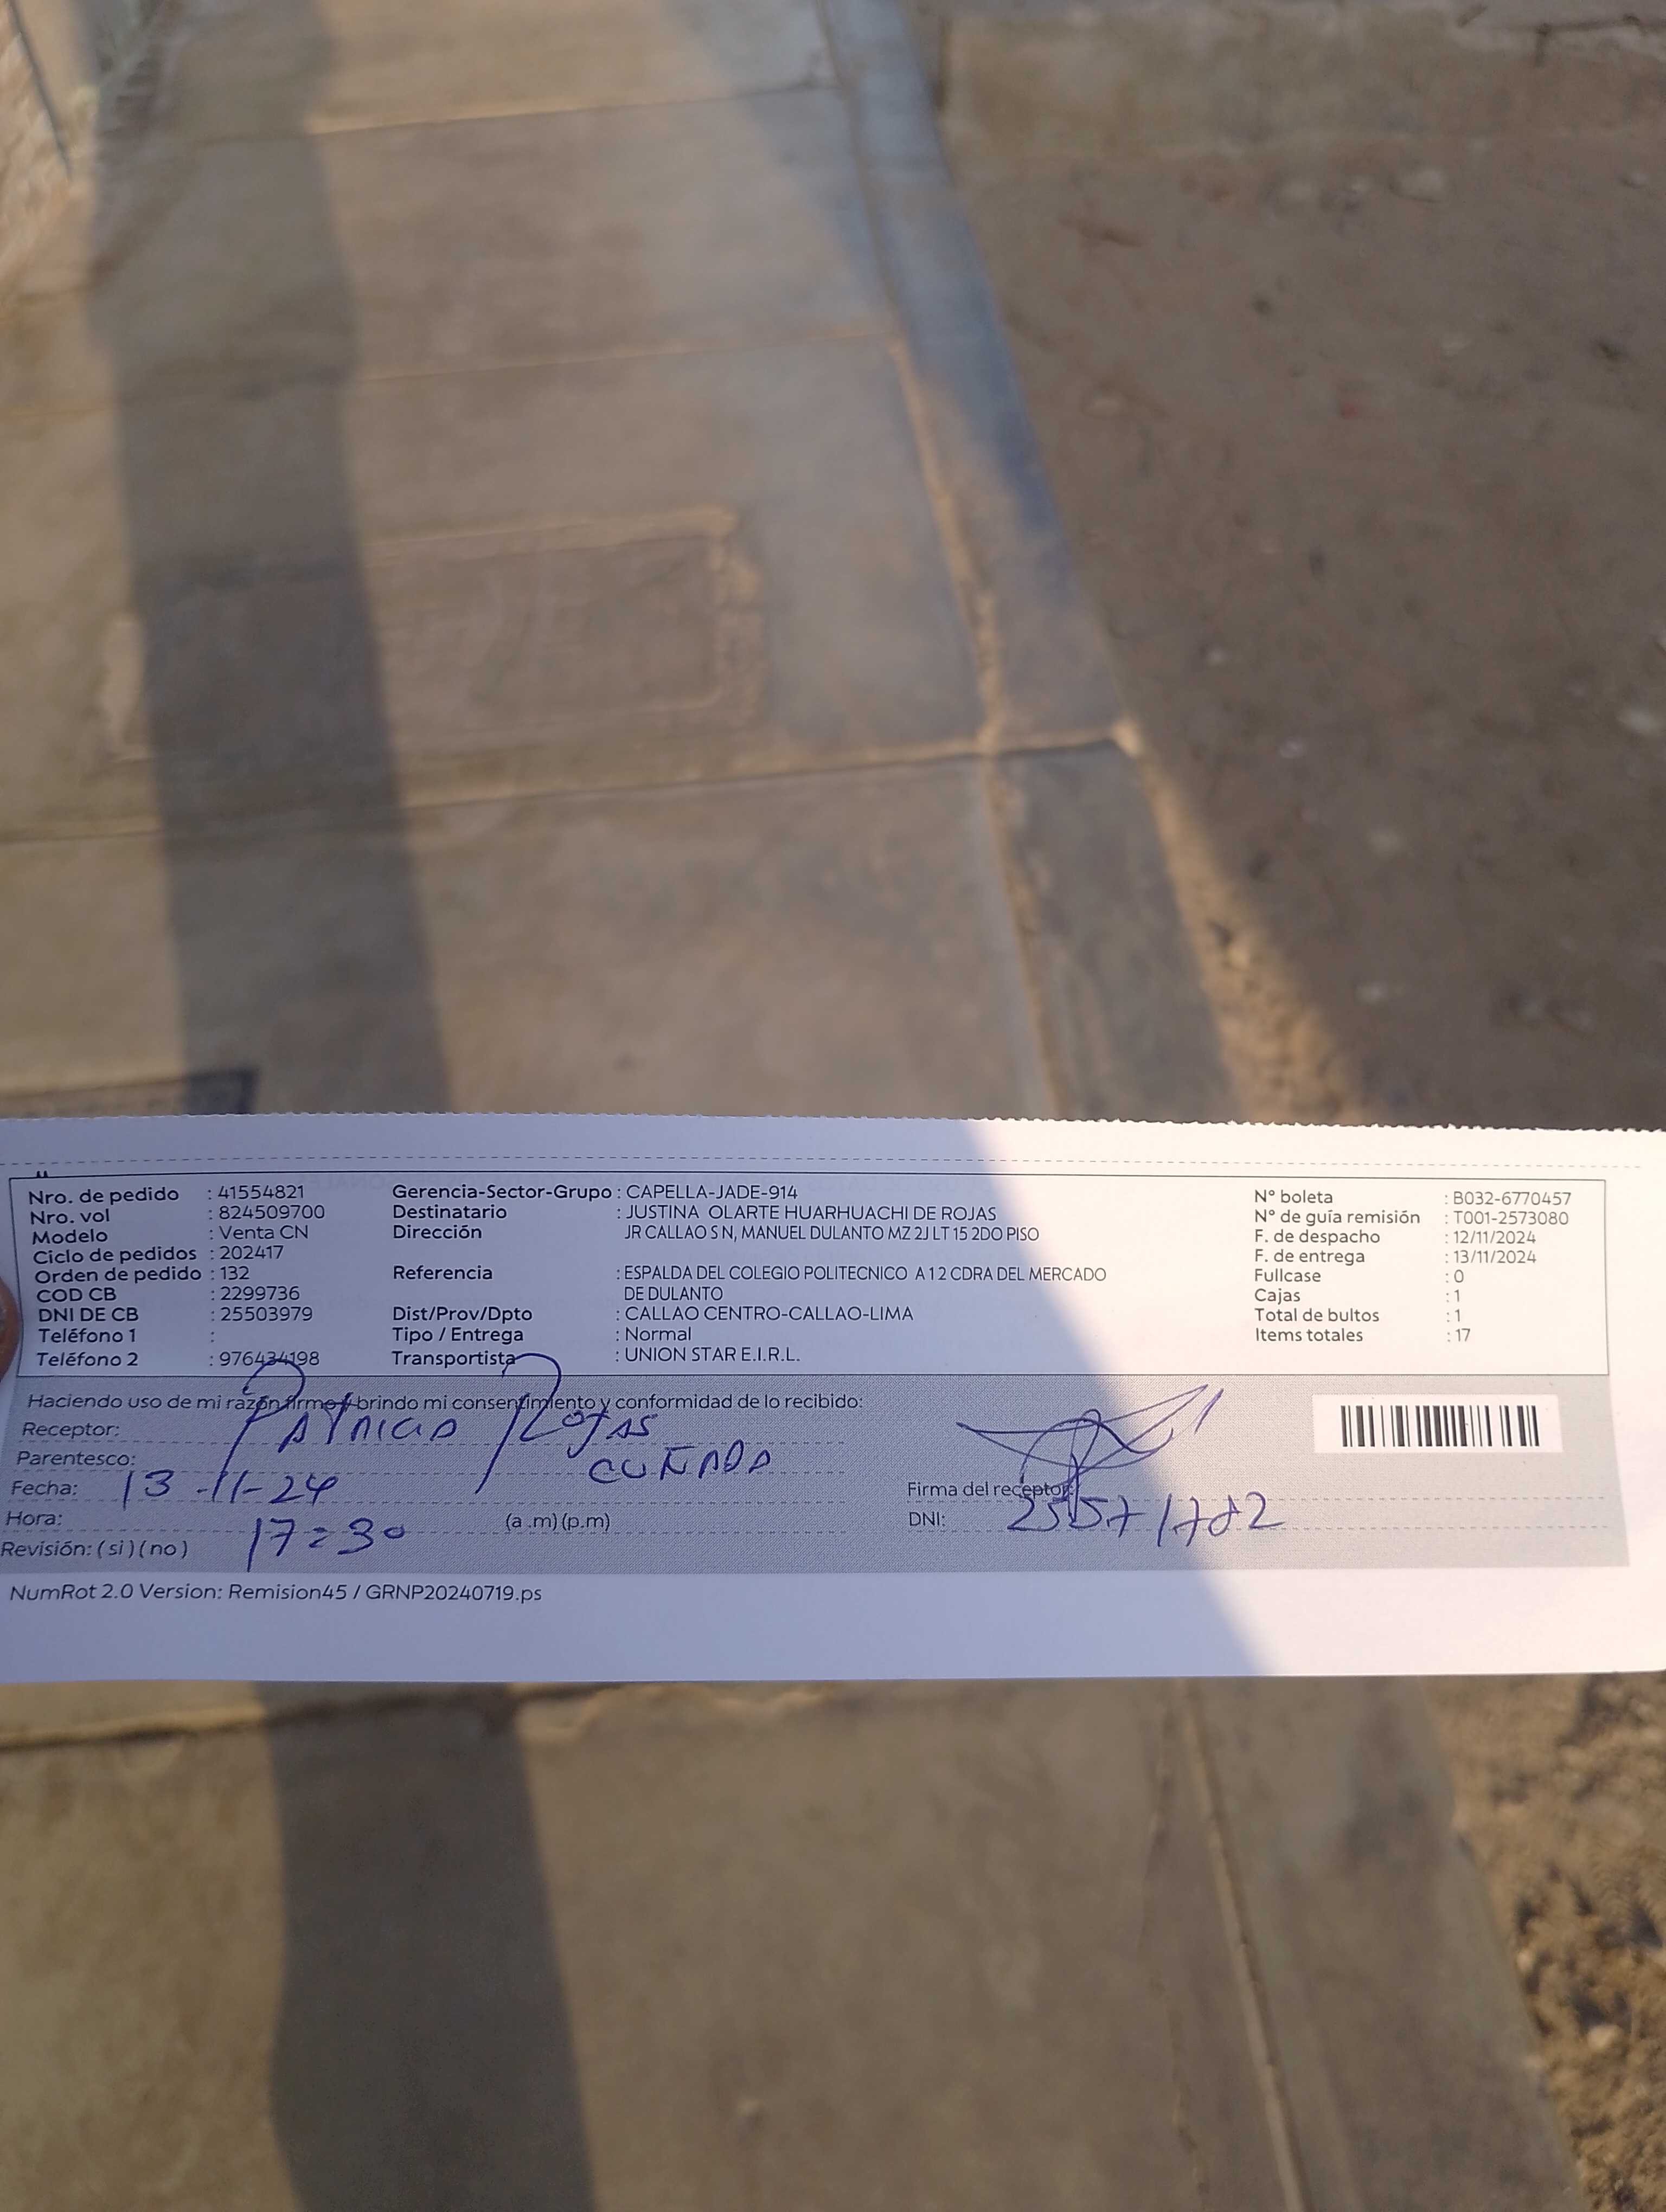 Nro. de pedido : 41554821
Nro. vol : 824509700
Modelo : Venta CN
Ciclo de pedidos : 202417
Orden de pedido : 132
COD CB : 2299736
DNI DE CB : 25503979
Teléfono 1 :
Teléfono 2 : 976434198
Gerencia-Sector-Grupo : CAPELLA-JADE-914
Destinatario : JUSTINA OLARTE HUARHUACHI DE ROJAS
Dirección JR CALLAO S N, MANUEL DULANTO MZ 2J LT 15 2DO PISO
Referencia : ESPALDA DEL COLEGIO POLITECNICO A 1 2 CDRA DEL MERCADO
DE DULANTO
Dist/Prov/Dpto : CALLAO CENTRO-CALLAO-LIMA
Tipo / Entrega : Normal
Transportista : UNION STAR E.I.R.L.
N° boleta : B032-6770457
N° de guía remisión : T001-2573080
F. de despacho : 12/11/2024
F. de entrega : 13/11/2024
Fullcase : 0
Cajas : 1
Total de bultos : 1
Items totales : 17
Haciendo uso de mi razón firmo y brindo mi consentimiento y conformidad de lo recibido:
Receptor: PATRICIA ROJAS
Parentesco: CUÑADA
Fecha: 13-11-24
Hora: 17:30 (a.m) (p.m)
Revisión: ( si ) ( no )
Firma del receptor:
DNI: 25571782
NumRot 2.0 Version: Remision45 / GRNP20240719.ps